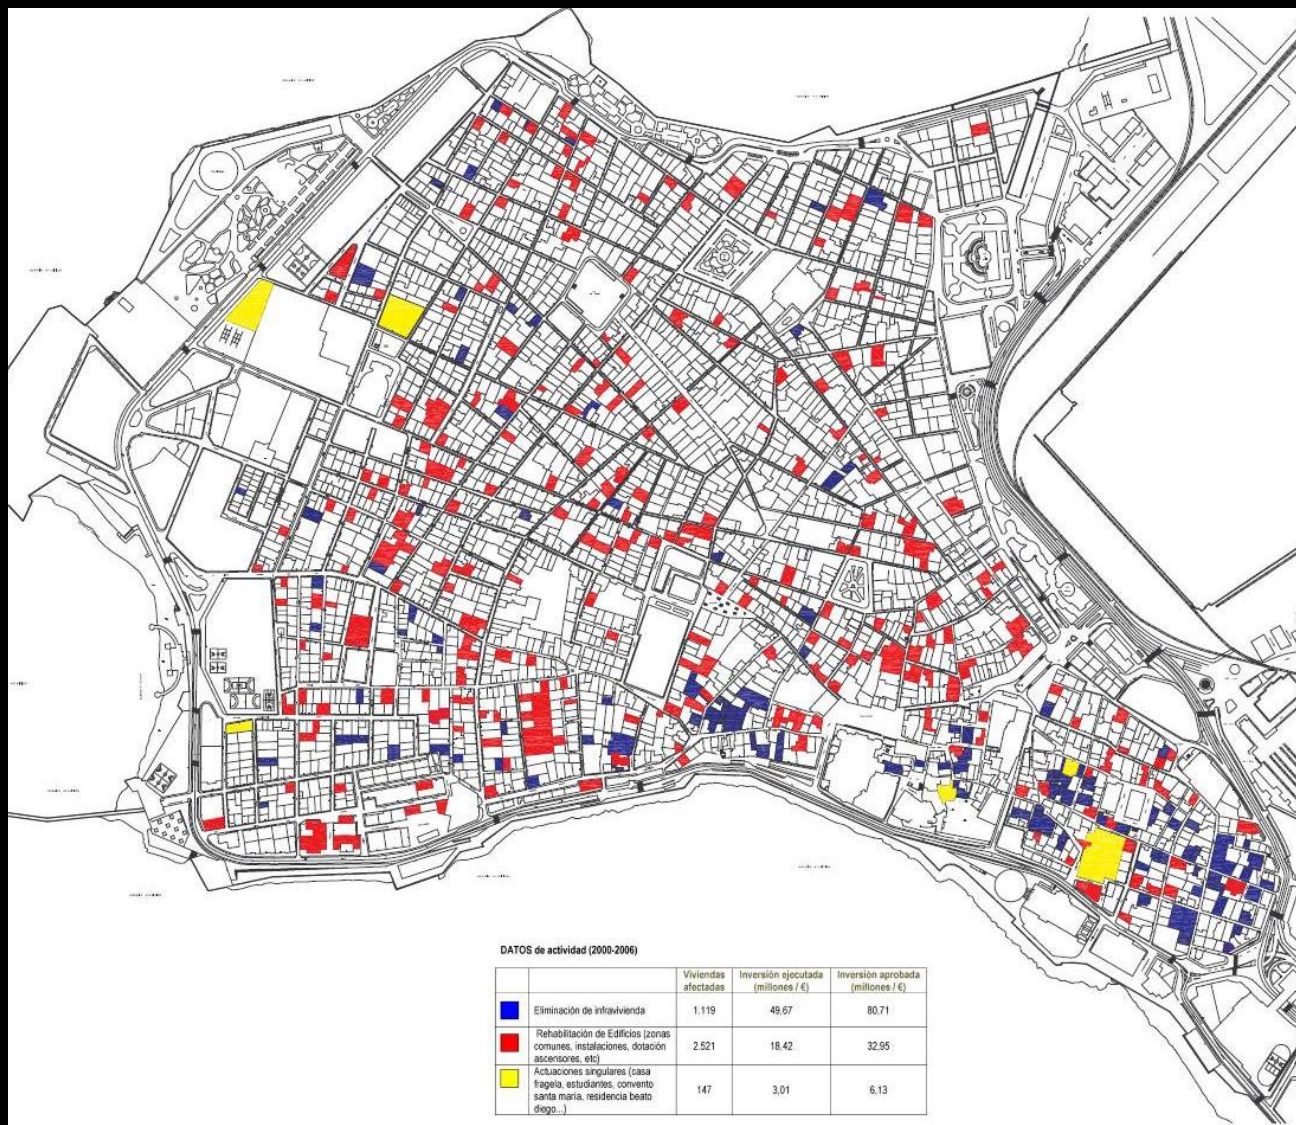 DATOS de actividad (2000-2006)
Viviendas afectadas
Inversión ejecutada (millones / €)
Inversión aprobada (millones / €)
Eliminación de infravivienda
1.119
49,67
80,71
Rehabilitación de Edificios (zonas
comunes, instalaciones, dotación
ascensores, etc)
2.521
18,42
32,95
Actuaciones singulares (casa
fragela, estudiantes, convento
santa maría, residencia beato
diego...)
147
3,01
6,13